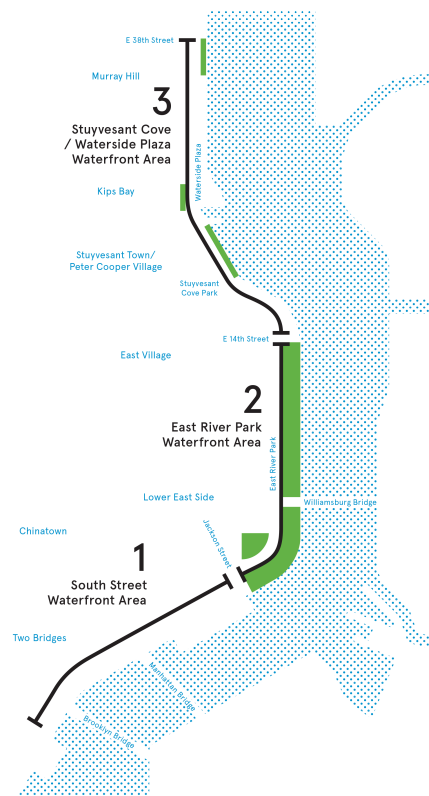 E 38th Street
Murray Hill
3
Stuyvesant Cove
/ Waterside Plaza
Waterfront Area
Waterside Plaza
Kips Bay
Stuyvesant Town/
Peter Cooper Village
Stuyvesant
Cove Park
E 14th Street
East Village
2
East River Park
Waterfront Area
East River Park
Lower East Side
Williamsburg Bridge
Jackson Street
Chinatown
1
South Street
Waterfront Area
Two Bridges
Manhattan Bridge
Brooklyn Bridge